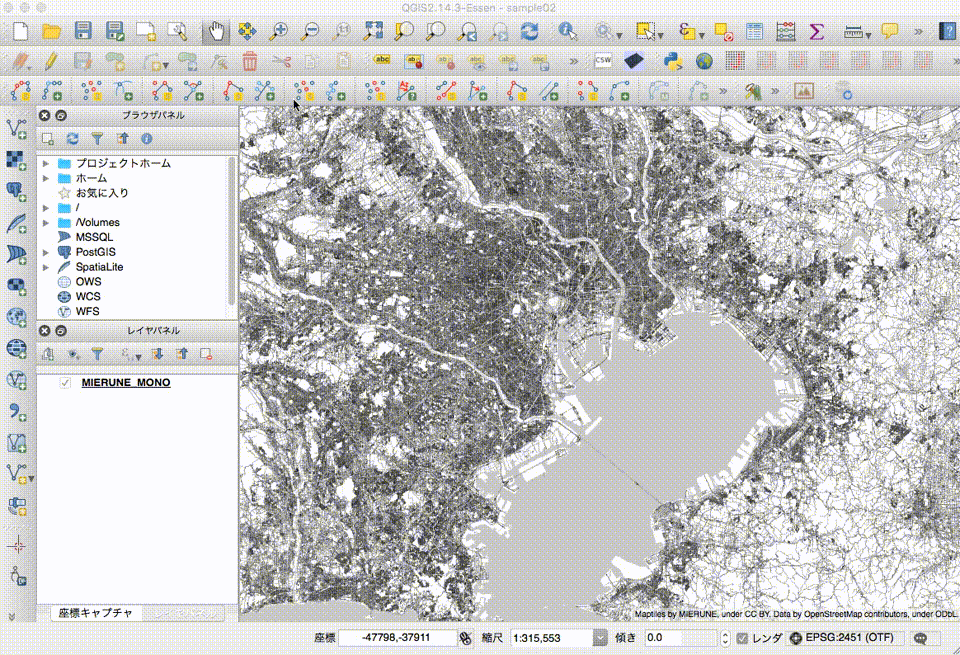 QGIS2.14.3-Essen - sample02
abc
abc
CSW
ブラウザパネル
プロジェクトホーム
ホーム
お気に入り
/
/Volumes
MSSQL
PostGIS
SpatiaLite
OWS
WCS
WFS
レイヤパネル
MIERUNE_MONO
Maptiles by MIERUNE, under CC BY. Data by OpenStreetMap contributors, under ODbL.
座標キャプチャ
座標 -47798,-37911 縮尺 1:315,553 傾き 0.0 レンダ EPSG:2451 (OTF)